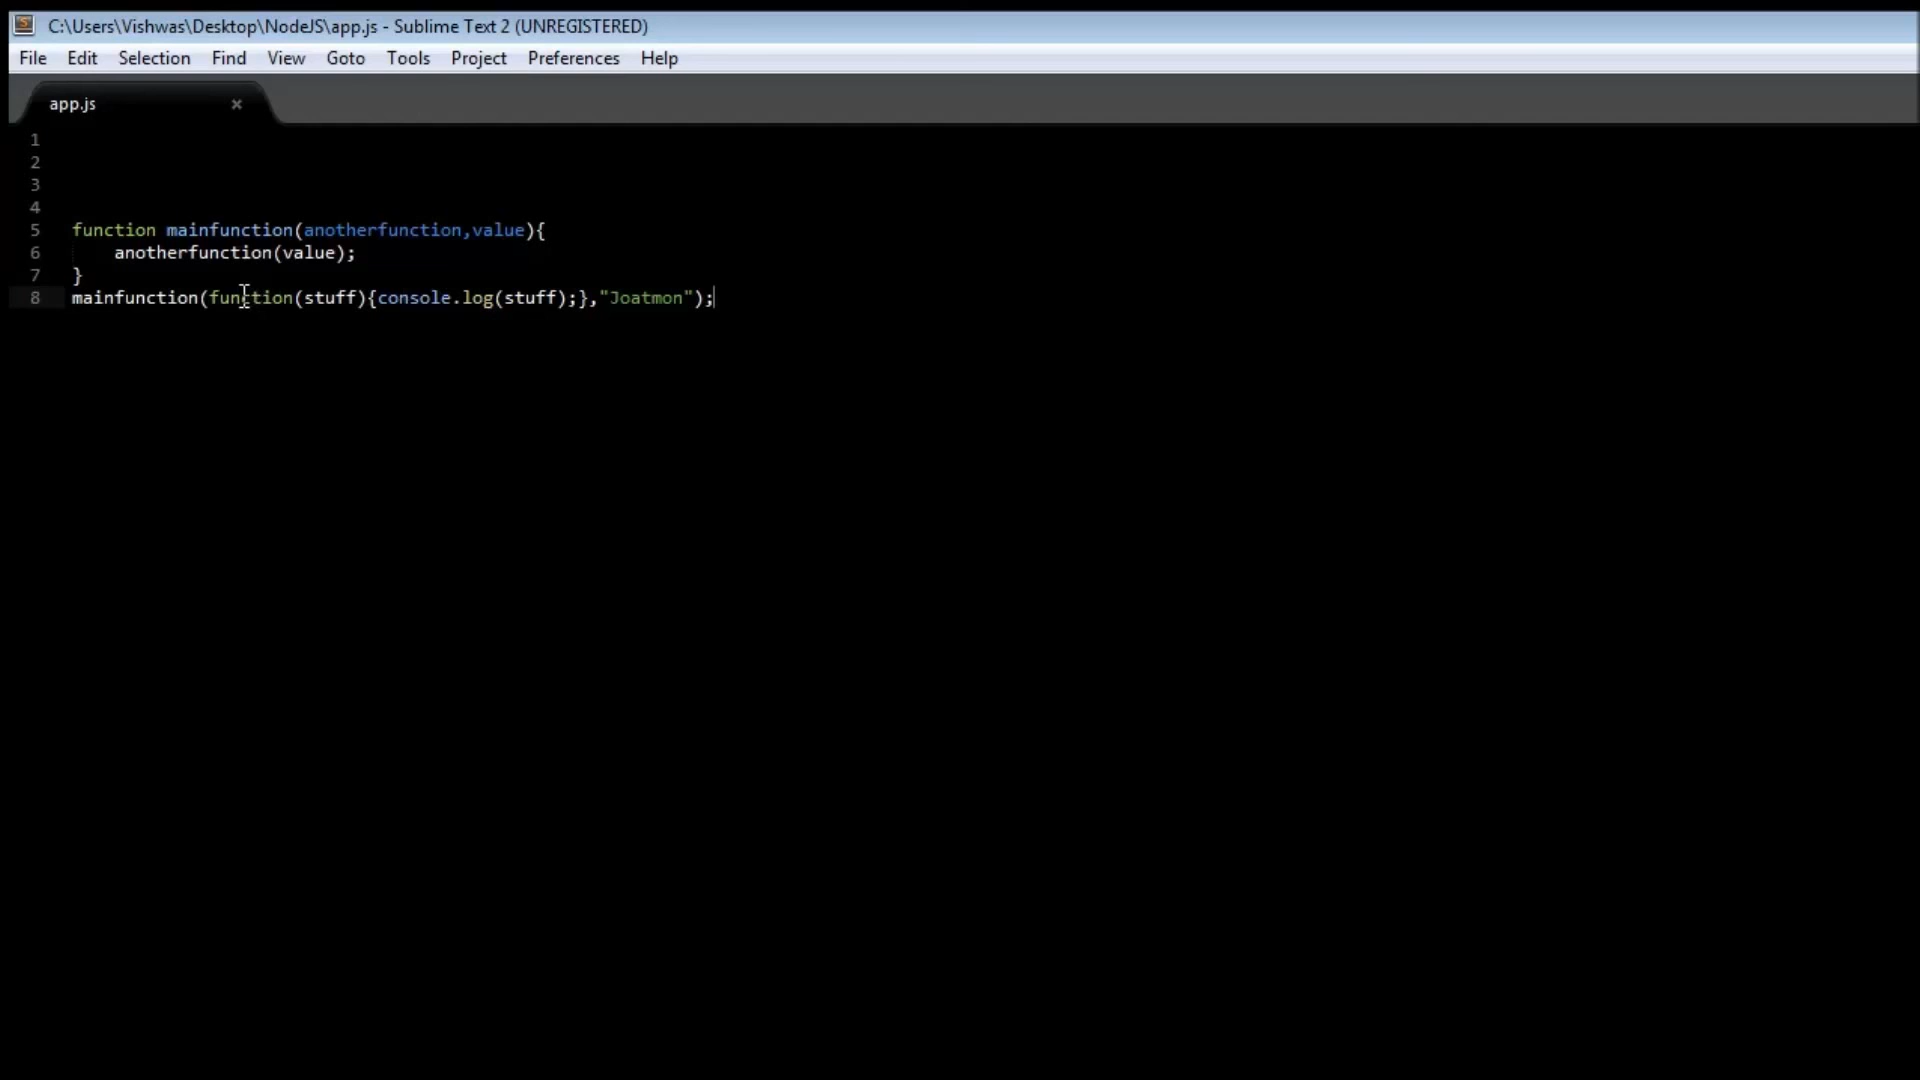 C:\Users\Vishwas\Desktop\NodeJS\app.js - Sublime Text 2 (UNREGISTERED)
File Edit Selection Find View Goto Tools Project Preferences Help
app.js ×
1
2
3
4
5 function mainfunction(anotherfunction,value){
6 anotherfunction(value);
7 }
8 mainfunction(function(stuff){console.log(stuff);},"Joatmon");